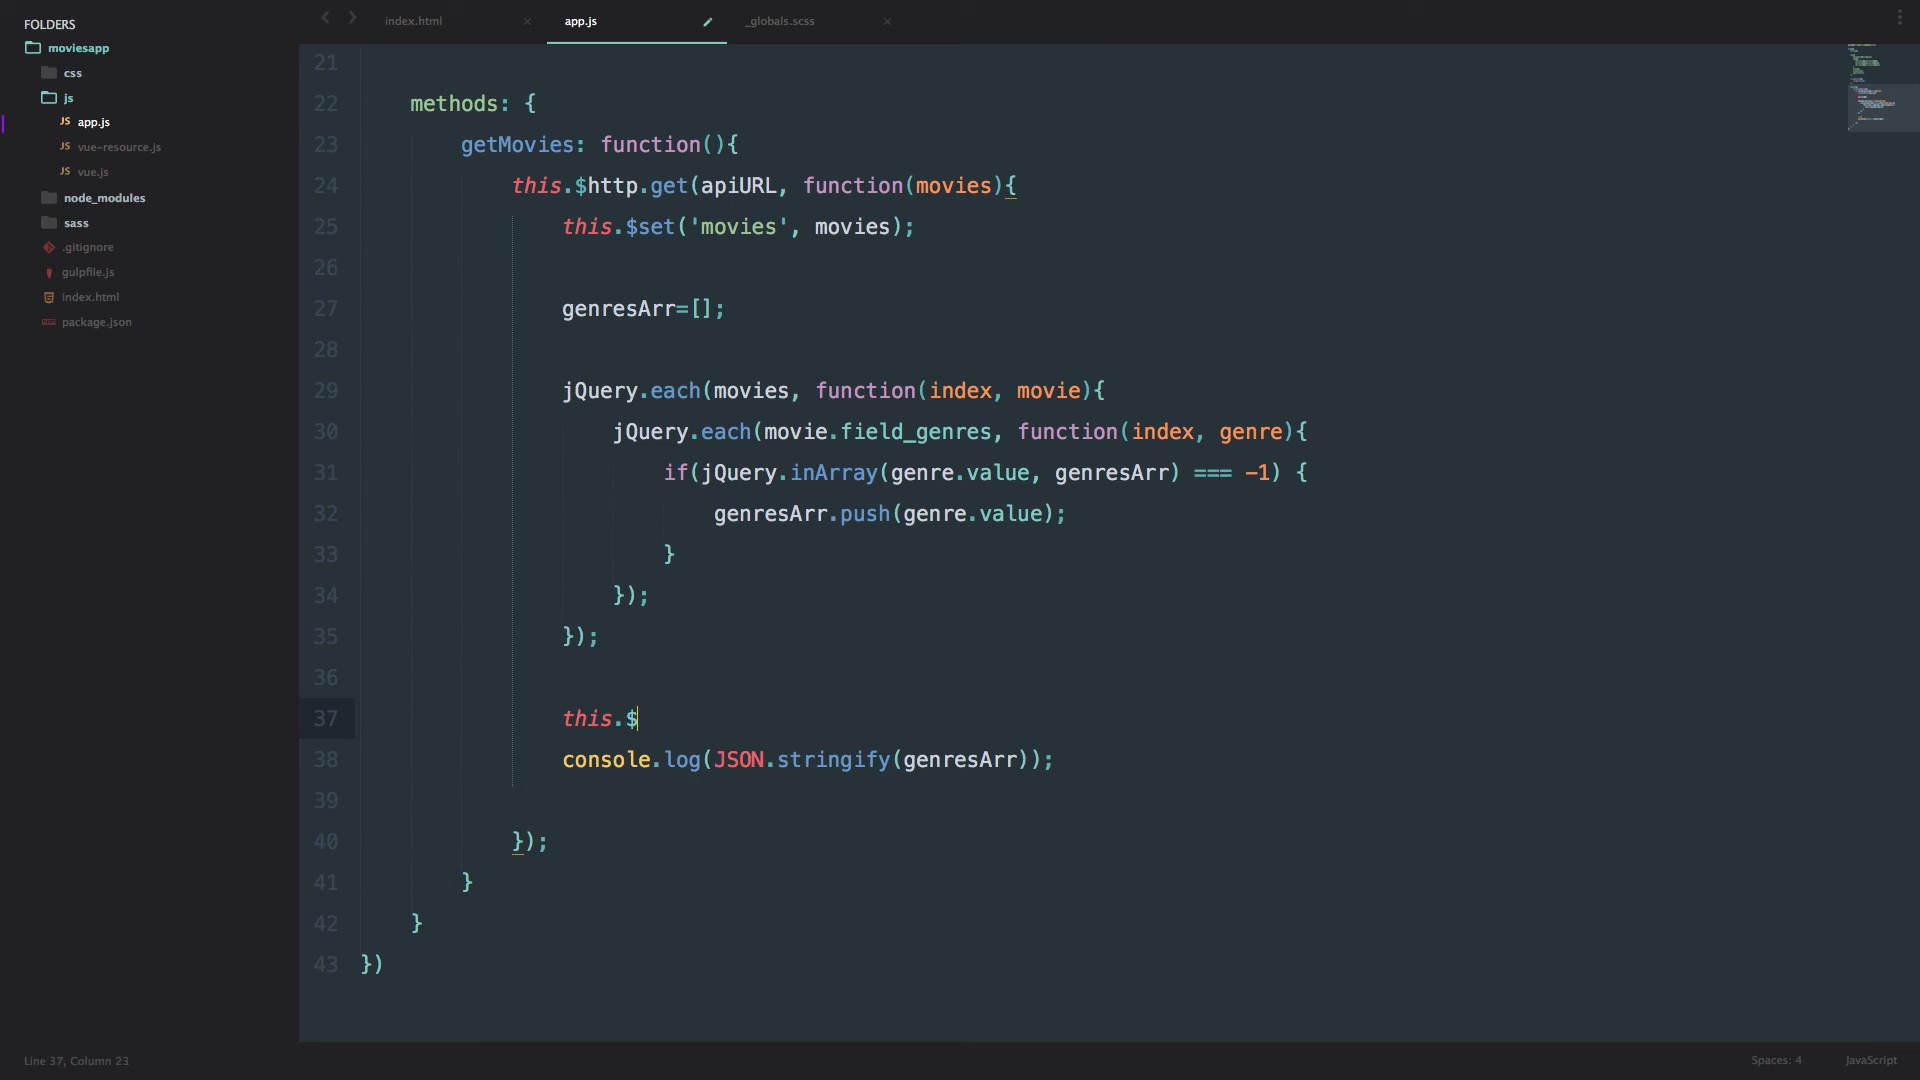 FOLDERS
moviesapp
css
js
JS app.js
JS vue-resource.js
JS vue.js
node_modules
sass
.gitignore
gulpfile.js
index.html
package.json
index.html
app.js
_globals.scss
21
22 methods: {
23 getMovies: function(){
24 this.$http.get(apiURL, function(movies){
25 this.$set('movies', movies);
26
27 genresArr=[];
28
29 jQuery.each(movies, function(index, movie){
30 jQuery.each(movie.field_genres, function(index, genre){
31 if(jQuery.inArray(genre.value, genresArr) === -1) {
32 genresArr.push(genre.value);
33 }
34 });
35 });
36
37 this.$
38 console.log(JSON.stringify(genresArr));
39
40 });
41 }
42 }
43 })
Line 37, Column 23
Spaces: 4
JavaScript